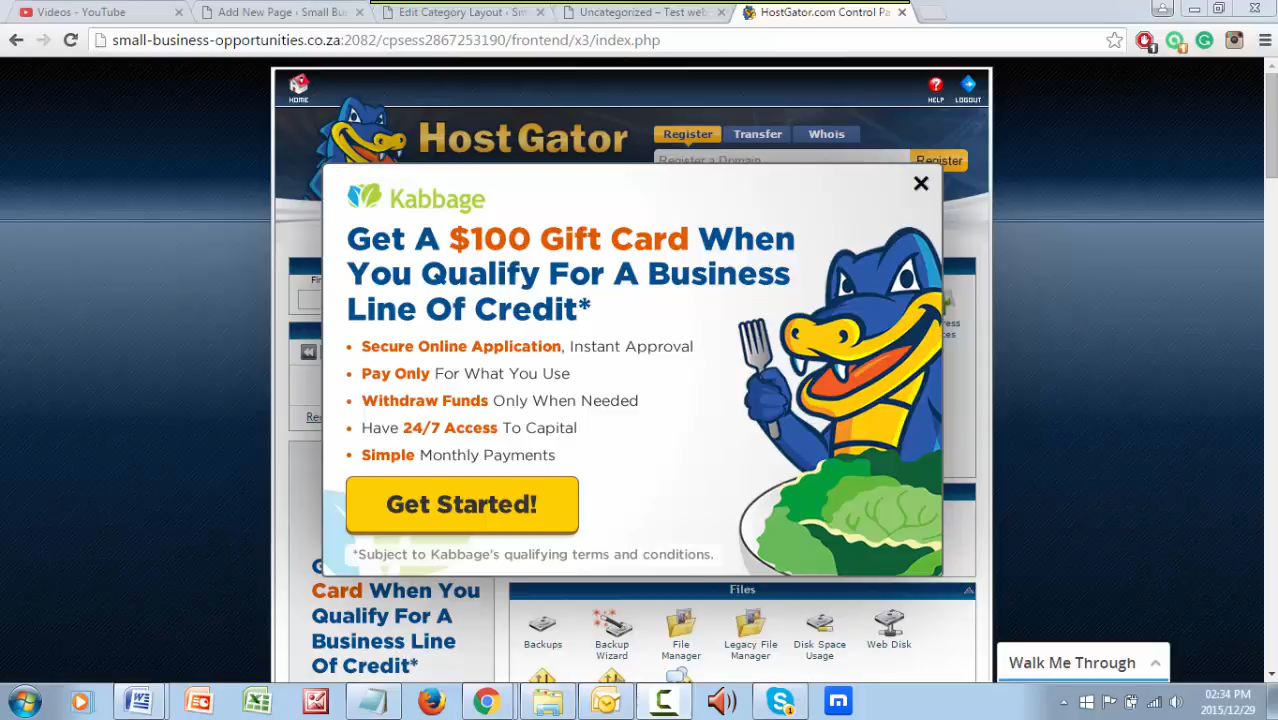 Videos - YouTube
Add New Page ‹ Small Bu
Edit Category Layout ‹ Sm
Uncategorized – Test web
HostGator.com Control Pa
small-business-opportunities.co.za:2082/cpsess2867253190/frontend/x3/index.php
HOME
HELP
LOGOUT
HostGator
Register
Transfer
Whois
Register a Domain
Register
Kabbage
Get A $100 Gift Card When
You Qualify For A Business
Line Of Credit*
• Secure Online Application, Instant Approval
• Pay Only For What You Use
• Withdraw Funds Only When Needed
• Have 24/7 Access To Capital
• Simple Monthly Payments
Get Started!
*Subject to Kabbage's qualifying terms and conditions.
Card When You
Qualify For A
Business Line
Of Credit*
Files
Backups
Backup
Wizard
File
Manager
Legacy File
Manager
Disk Space
Usage
Web Disk
Walk Me Through
02:34 PM
2015/12/29